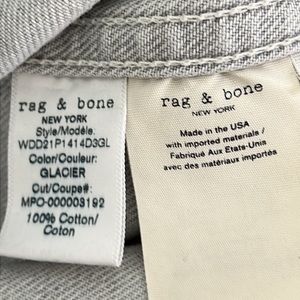 rag & bone
NEW YORK
Style/Modèle:
WDD21P1414D3GL
Color/Couleur:
GLACIER
Cut/Coupe#:
MPO-000003192
100% Cotton/
Coton
rag & bone
NEW YORK
Made in the USA
with imported materials /
Fabriqué Aux Etats-Unis
avec des matériaux importés